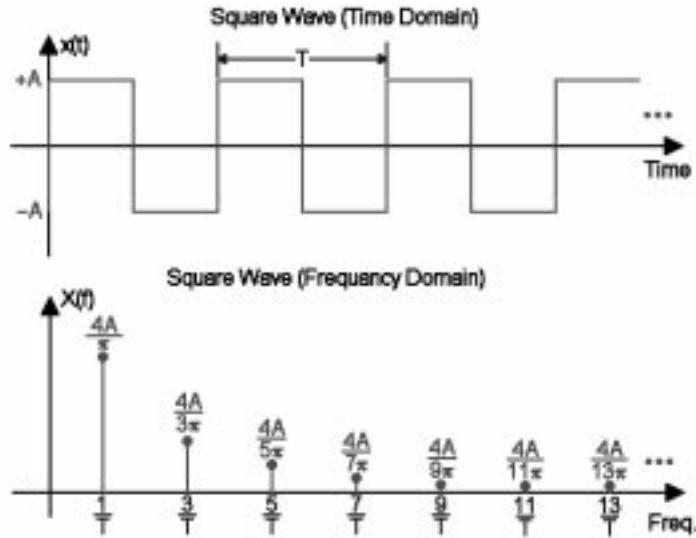 Square Wave (Time Domain)
x(t)
T
+A
...
Time
-A
Square Wave (Frequancy Domain)
X(f)
4A/π 4A/3π 4A/5π 4A/7π 4A/9π 4A/11π 4A/13π ...
1/T 3/T 5/T 7/T 9/T 11/T 13/T Freq.